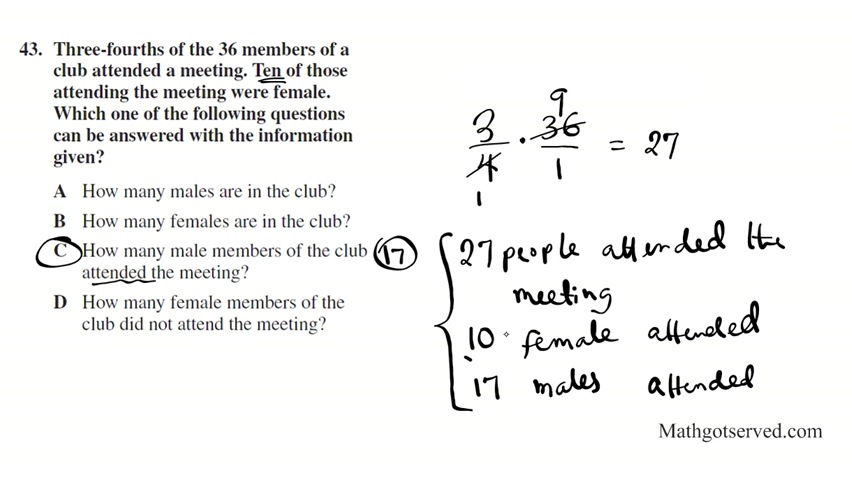 43. Three-fourths of the 36 members of a
club attended a meeting. Ten of those
attending the meeting were female.
Which one of the following questions
can be answered with the information
given?
A How many males are in the club?
B How many females are in the club?
C How many male members of the club
attended the meeting?
D How many female members of the
club did not attend the meeting?
9
3/4 · 36/1 = 27
1
17
27 people attended the
meeting
10 female attended
17 males attended
Mathgotserved.com